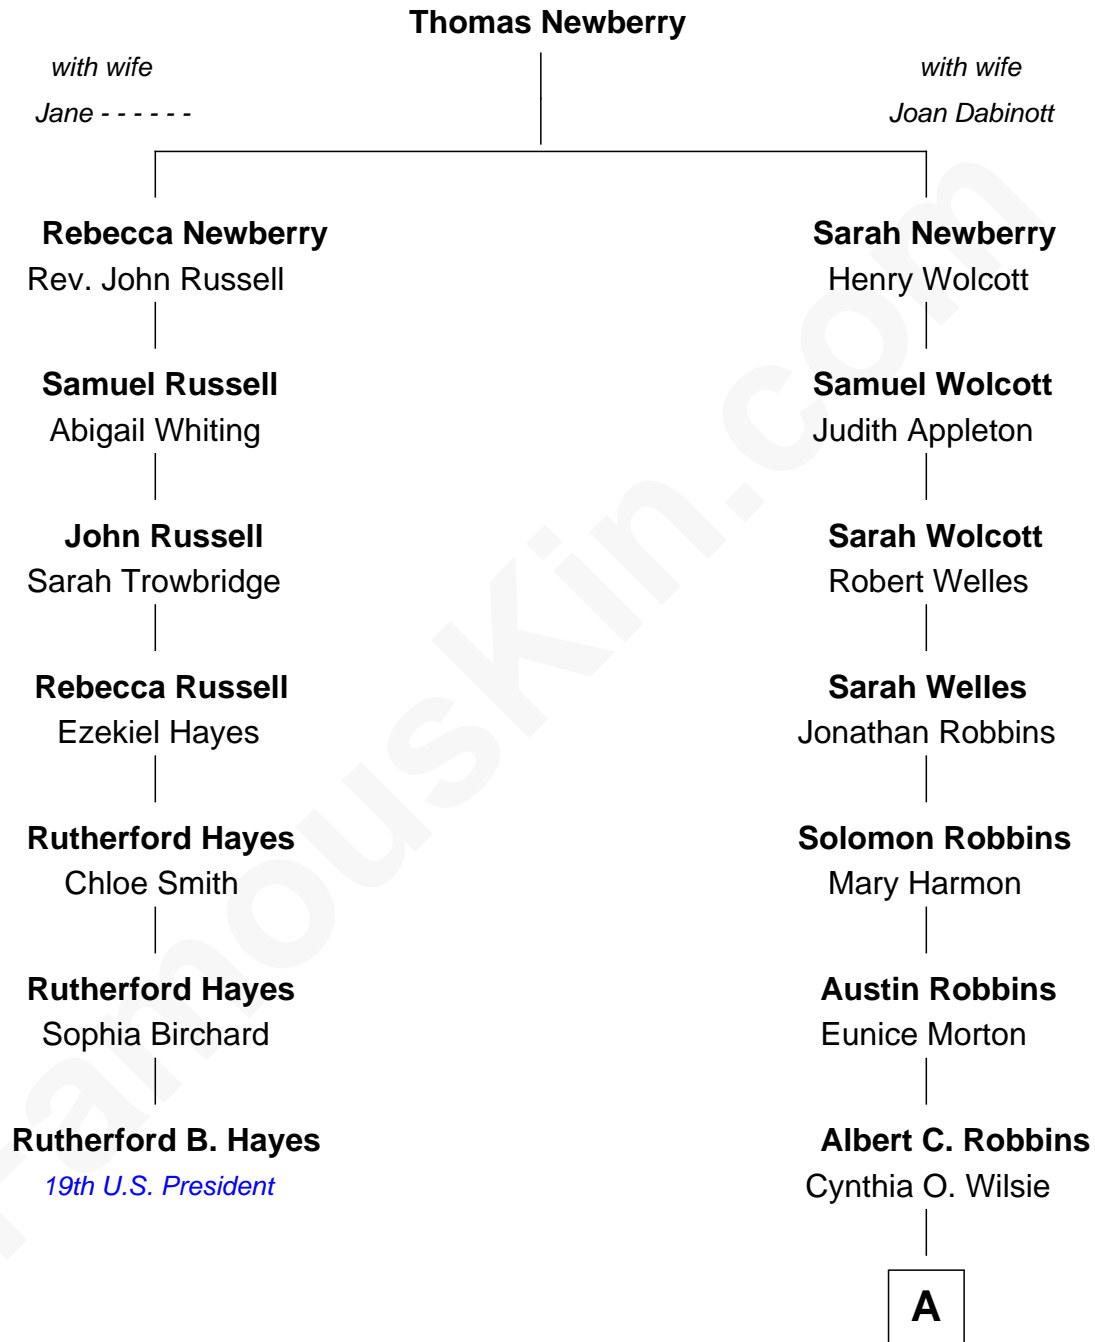 Thomas Newberry
with wife
Jane - - - - - -
with wife
Joan Dabinott
Rebecca Newberry
Rev. John Russell
Sarah Newberry
Henry Wolcott
Samuel Russell
Abigail Whiting
Samuel Wolcott
Judith Appleton
John Russell
Sarah Trowbridge
Sarah Wolcott
Robert Welles
Rebecca Russell
Ezekiel Hayes
Sarah Welles
Jonathan Robbins
Rutherford Hayes
Chloe Smith
Solomon Robbins
Mary Harmon
Rutherford Hayes
Sophia Birchard
Austin Robbins
Eunice Morton
Rutherford B. Hayes
19th U.S. President
Albert C. Robbins
Cynthia O. Wilsie
A
FamousKin.com